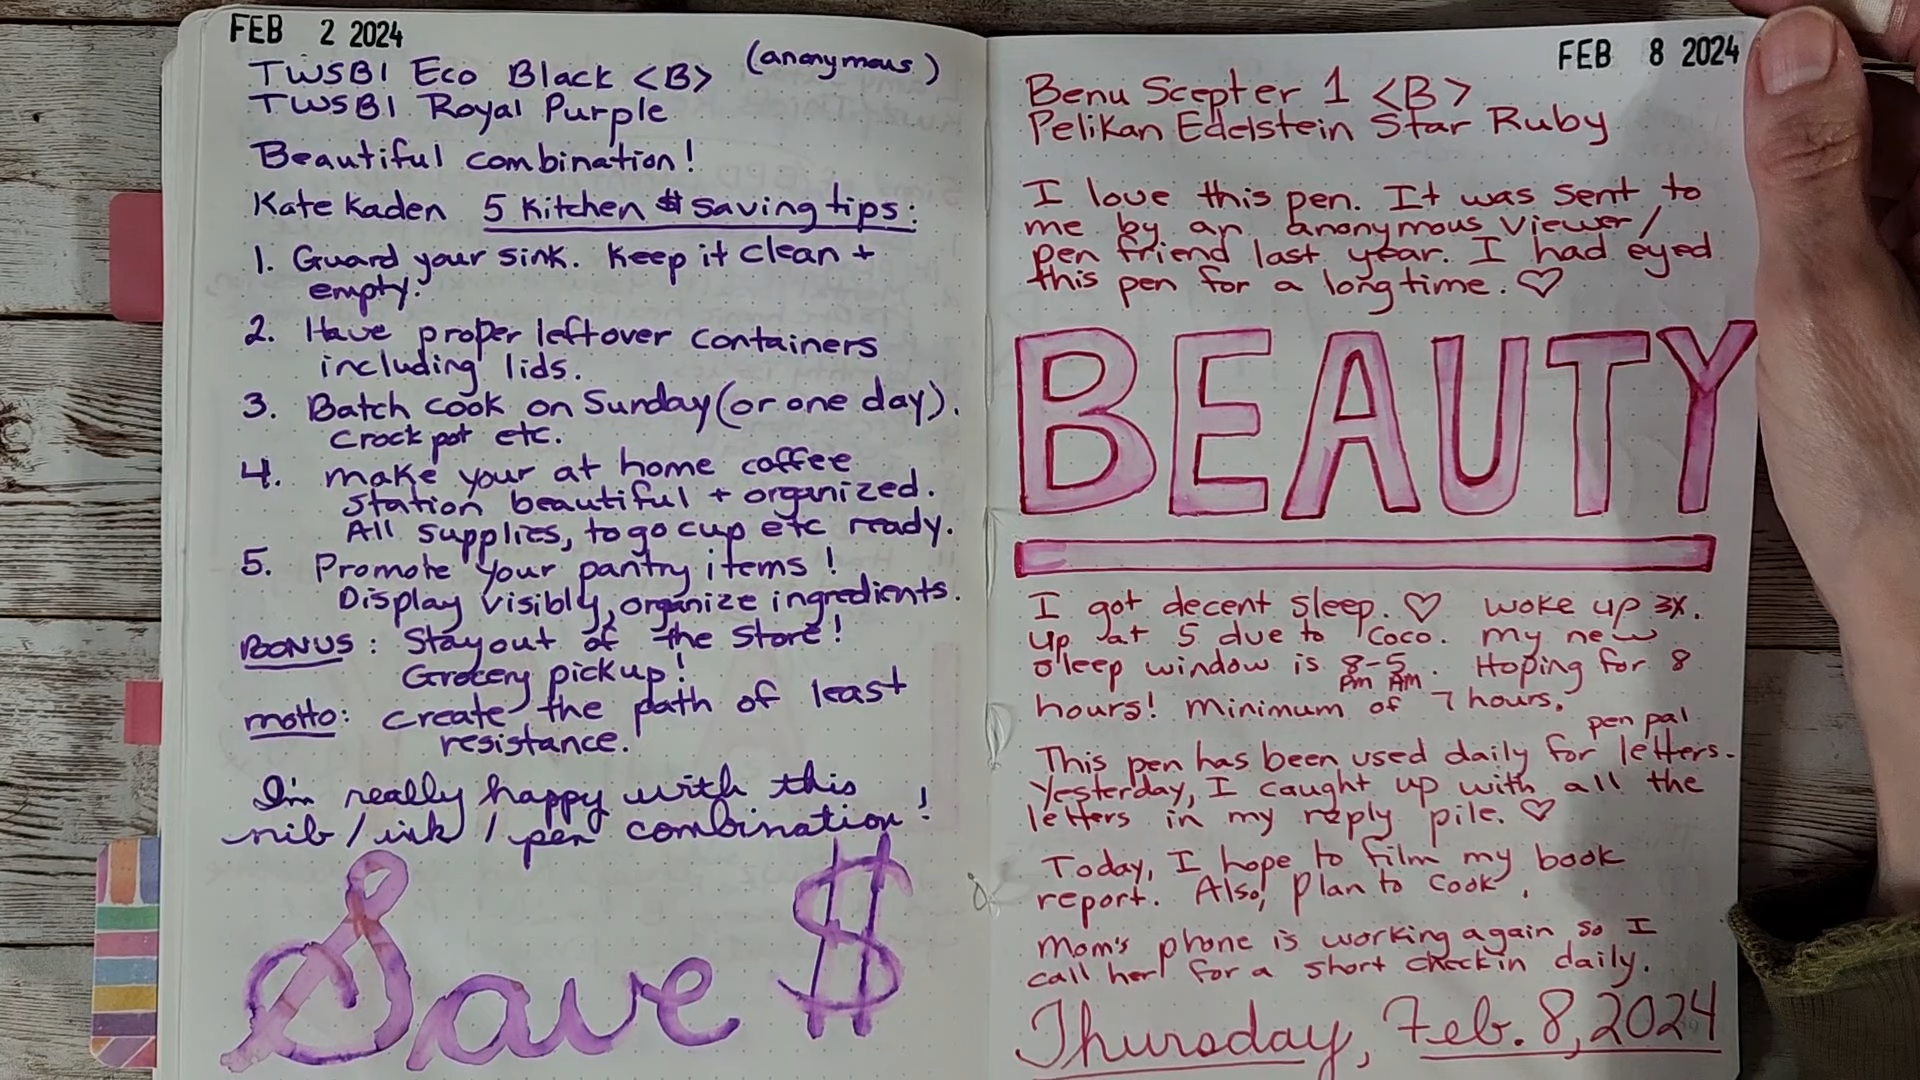 FEB 2 2024
TWSBI Eco Black <B> (anonymous)
TWSBI Royal Purple
Beautiful combination!
Kate Kaden 5 Kitchen $ saving tips:
1. Guard your sink. Keep it clean +
empty.
2. Have proper leftover containers
including lids.
3. Batch cook on Sunday (or one day).
Crock pot etc.
4. make your at home coffee
station beautiful + organized.
All supplies, to go cup etc ready.
5. Promote your pantry items!
Display visibly, organize ingredients.
BONUS: Stay out of the store!
Grocery pickup!
motto: Create the path of least
resistance.
I'm really happy with this
nib/ink/pen combination!
Save $
FEB 8 2024
Benu Scepter 1 <B>
Pelikan Edelstein Star Ruby
I love this pen. It was sent to
me by an anonymous viewer/
pen friend last year. I had eyed
this pen for a long time. ♡
BEAUTY
I got decent sleep. ♡ woke up 3x.
up at 5 due to Coco. my new
sleep window is 8-5. Hoping for 8
pm Am
hours! Minimum of 7 hours.
pen pal
This pen has been used daily for letters.
Yesterday, I caught up with all the
letters in my reply pile. ♡
Today, I hope to film my book
report. Also, plan to cook.
Mom's phone is working again so I
call her for a short check in daily.
Thursday, Feb. 8, 2024